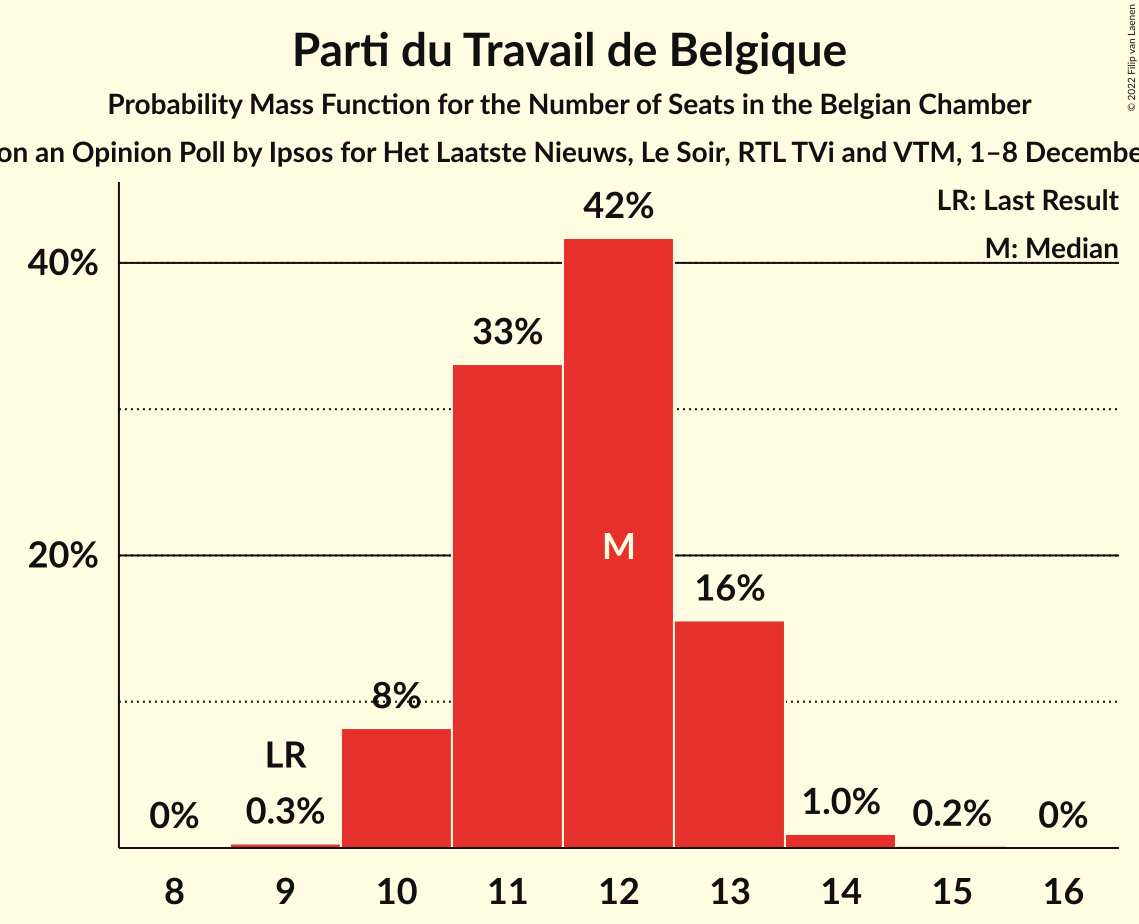 Parti du Travail de Belgique
Probability Mass Function for the Number of Seats in the Belgian Chamber
on an Opinion Poll by Ipsos for Het Laatste Nieuws, Le Soir, RTL TVi and VTM, 1–8 Decembe
© 2022 Filip van Laenen
LR: Last Result
M: Median
42%
40%
33%
M
20%
16%
8%
LR
0%
0.3%
1.0%
0.2%
0%
8 9 10 11 12 13 14 15 16